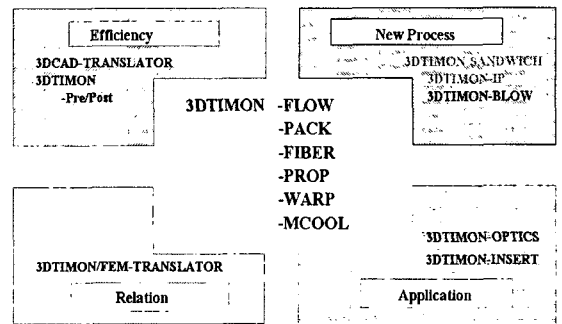 Efficiency
3DCAD-TRANSLATOR
3DTIMON
-Pre/Post
New Process
3DTIMON SANDWICH
3DTIMON-IP
3DTIMON-BLOW
3DTIMON -FLOW
-PACK
-FIBER
-PROP
-WARP
-MCOOL
3DTIMON/FEM-TRANSLATOR
Relation
3DTIMON-OPTICS
3DTIMON-INSERT
Application